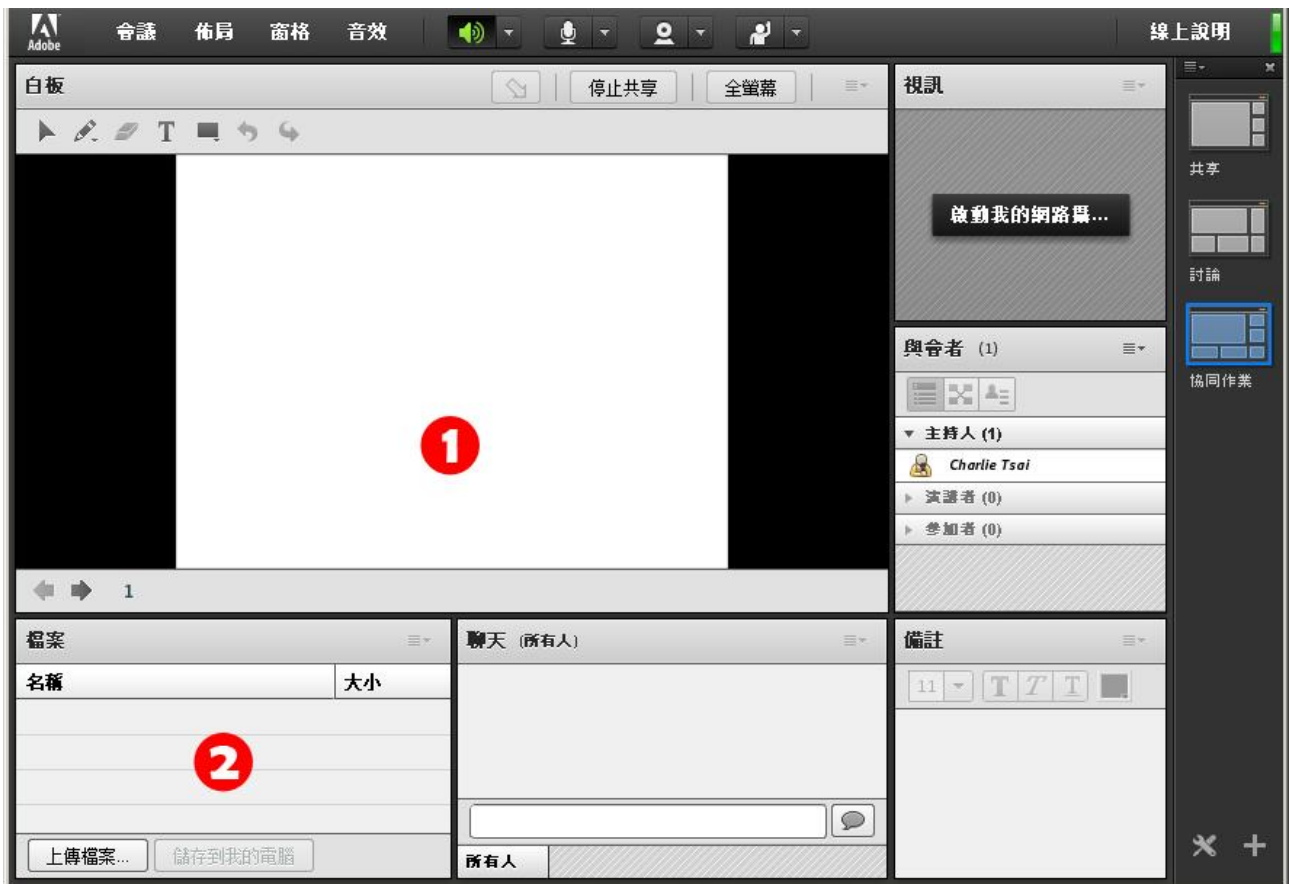 Adobe 會議 佈局 窗格 音效 線上說明
白板 停止共享 全螢幕
T
1
1
視訊
啟動我的網路攝...
與會者 (1)
主持人 (1)
Charlie Tsai
演講者 (0)
參加者 (0)
檔案
名稱 大小
2
上傳檔案... 儲存到我的電腦
聊天 (所有人)
所有人
備註
11 T T T
共享
討論
協同作業